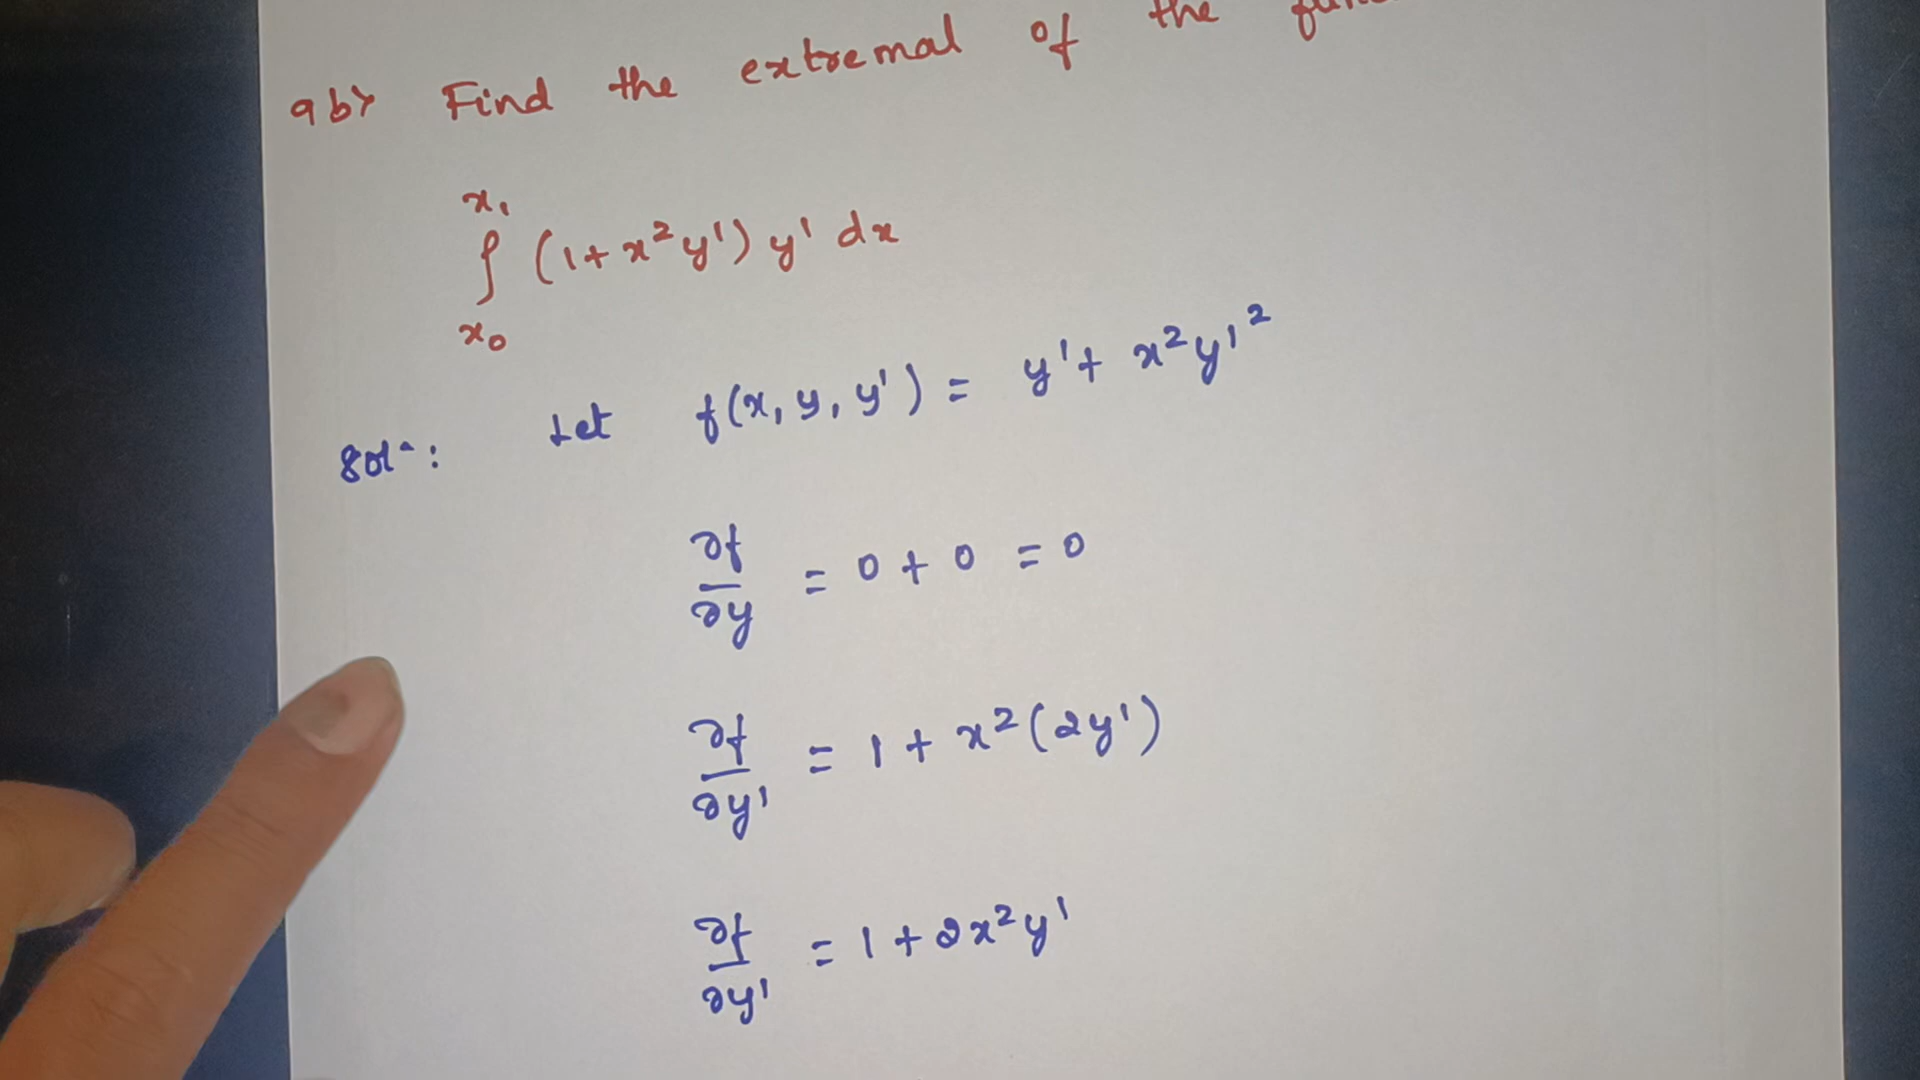 9b> Find the extremal of the
x₁
∫ (1+x²y') y' dx
x₀
Solⁿ: Let f(x, y, y') = y' + x²y'²
∂f/∂y = 0 + 0 = 0
∂f/∂y' = 1 + x²(2y')
∂f/∂y' = 1 + 2x²y'